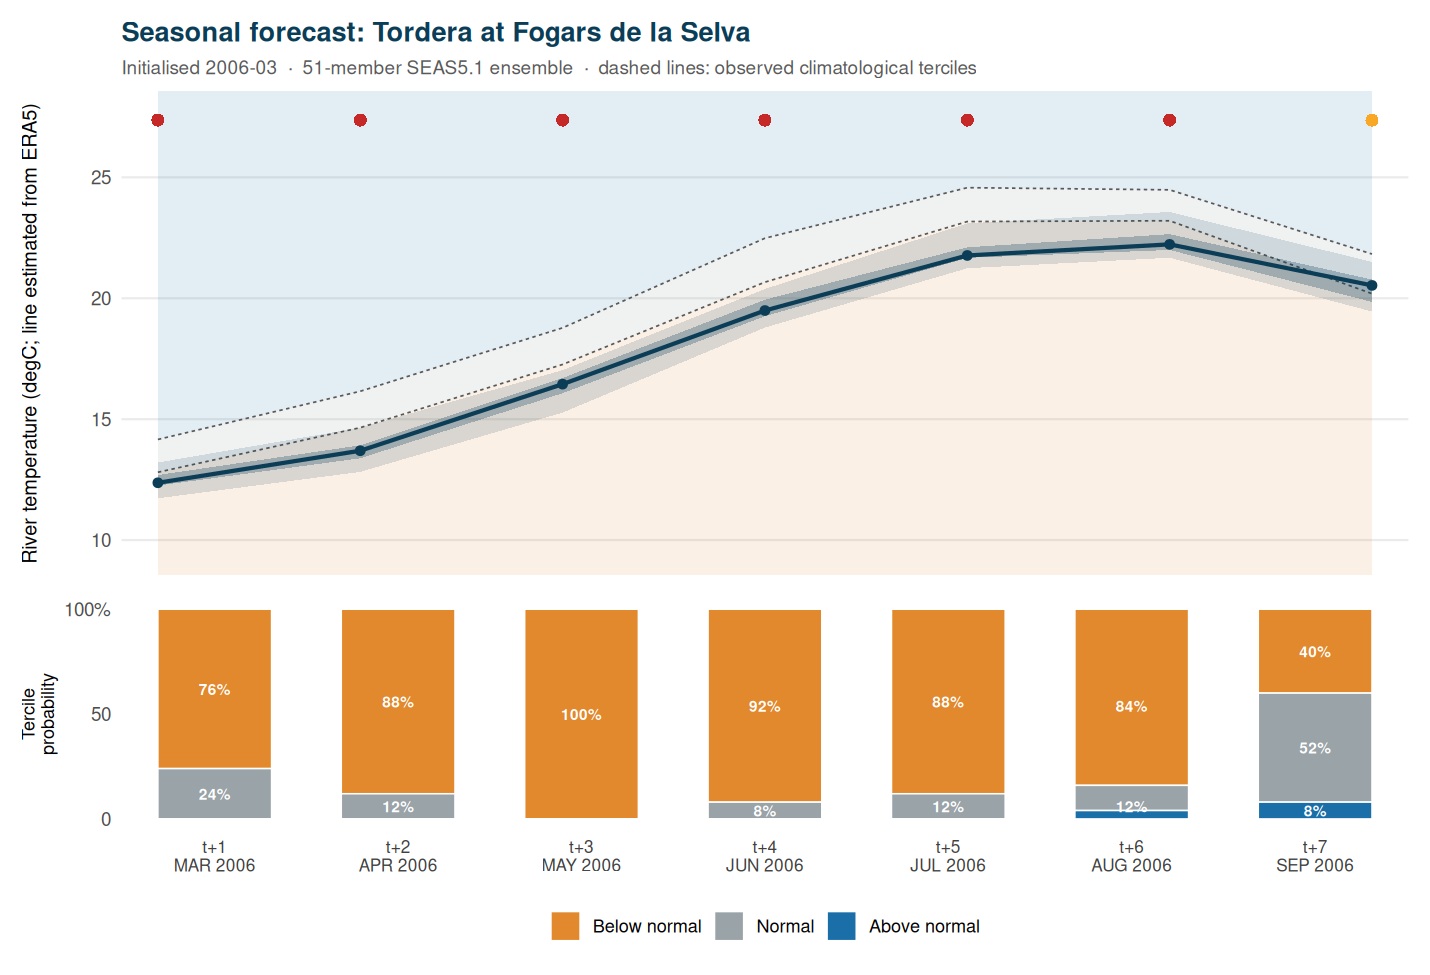 Seasonal forecast: Tordera at Fogars de la Selva
Initialised 2006-03 · 51-member SEAS5.1 ensemble · dashed lines: observed climatological terciles
River temperature (degC; line estimated from ERA5)
25
20
15
10
Tercile
probability
100%
50
0
76%
24%
88%
12%
100%
92%
8%
88%
12%
84%
12%
40%
52%
8%
t+1
MAR 2006
t+2
APR 2006
t+3
MAY 2006
t+4
JUN 2006
t+5
JUL 2006
t+6
AUG 2006
t+7
SEP 2006
Below normal
Normal
Above normal